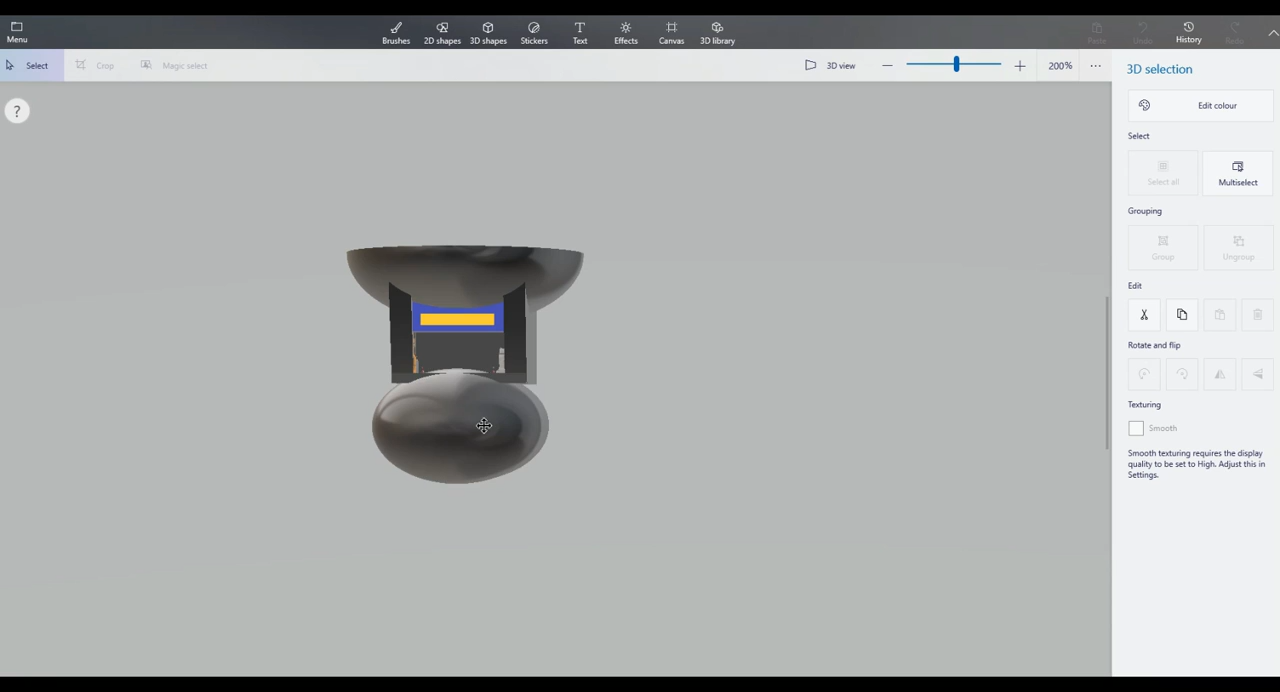 Menu
Brushes
2D shapes
3D shapes
Stickers
Text
Effects
Canvas
3D library
Paste
Undo
History
Redo
Select
Crop
Magic select
3D view
200%
3D selection
Edit colour
Select
Select all
Multiselect
Grouping
Group
Ungroup
Edit
Rotate and flip
Texturing
Smooth
Smooth texturing requires the display
quality to be set to High. Adjust this in
Settings.
?